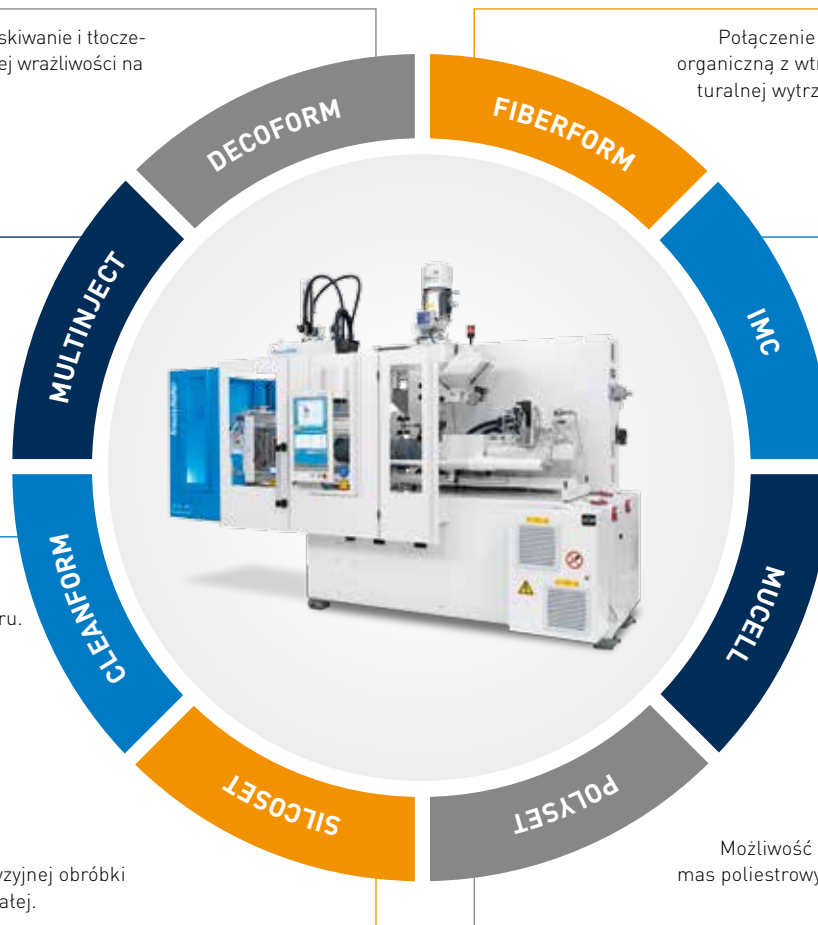 skiwanie i tłocze-
ej wrażliwości na
Połączenie
organiczną z wtr
turalnej wytrz
DECOFORM
FIBERFORM
MULTINJECT
IMC
CLEANFORM
ru.
MUCELL
SILCOSET
POLYSET
yzyjnej obróbki
ałej.
Możliwość
mas poliestrowy